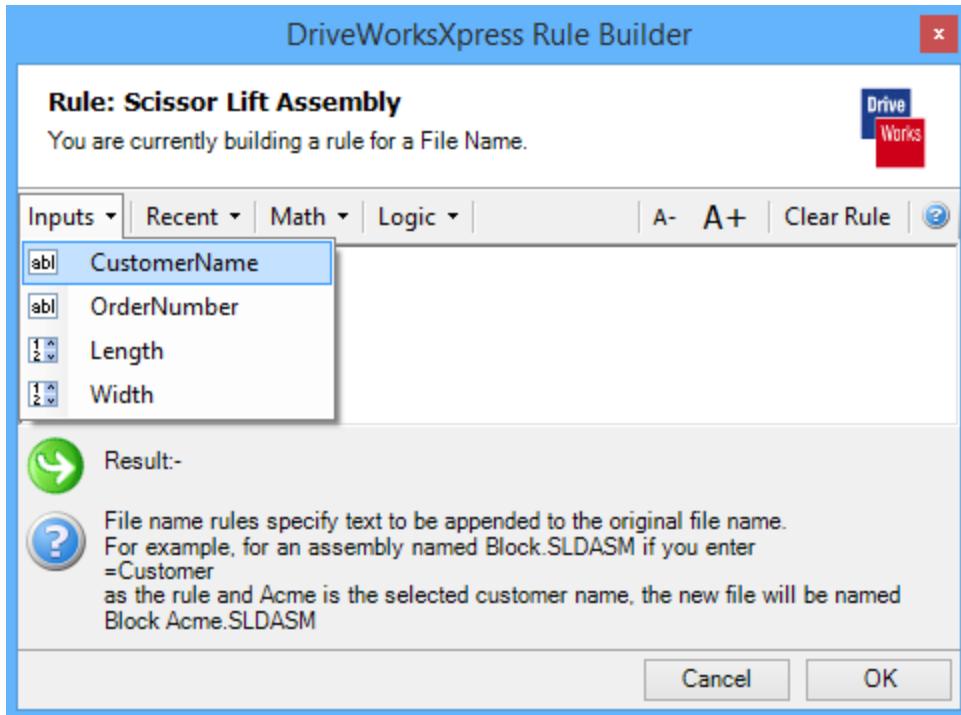 DriveWorksXpress Rule Builder
x
Rule: Scissor Lift Assembly
You are currently building a rule for a File Name.
Drive
Works
Inputs Recent Math Logic A- A+ Clear Rule ?
abl CustomerName
abl OrderNumber
1 2 Length
1 2 Width
Result:-
? File name rules specify text to be appended to the original file name.
For example, for an assembly named Block.SLDASM if you enter
=Customer
as the rule and Acme is the selected customer name, the new file will be named
Block Acme.SLDASM
Cancel OK